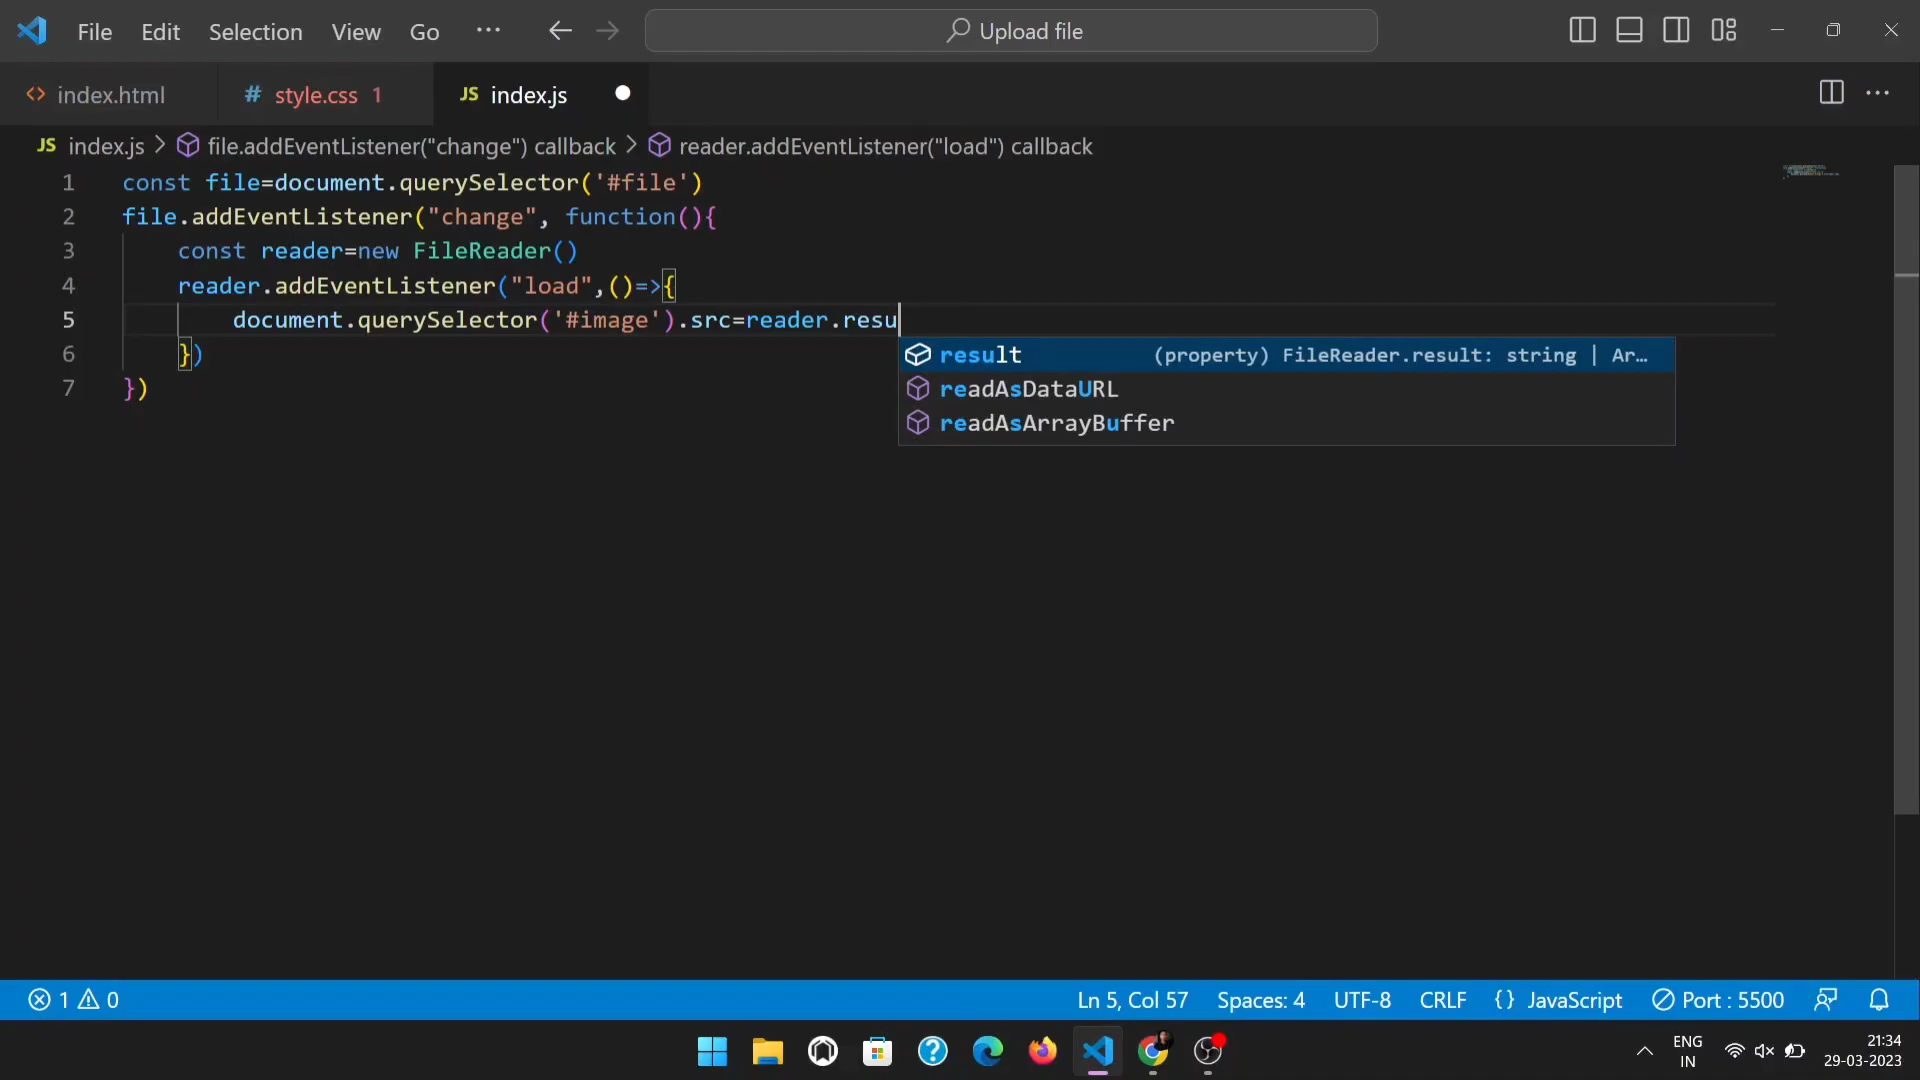 File Edit Selection View Go ··· Upload file
index.html # style.css 1 JS index.js
JS index.js > file.addEventListener("change") callback > reader.addEventListener("load") callback
1 const file=document.querySelector('#file')
2 file.addEventListener("change", function(){
3 const reader=new FileReader()
4 reader.addEventListener("load",()=>{
5 document.querySelector('#image').src=reader.resu
6 })
7 })
result (property) FileReader.result: string | Ar…
readAsDataURL
readAsArrayBuffer
1 0 Ln 5, Col 57 Spaces: 4 UTF-8 CRLF {} JavaScript Port : 5500
ENG 21:34
IN 29-03-2023